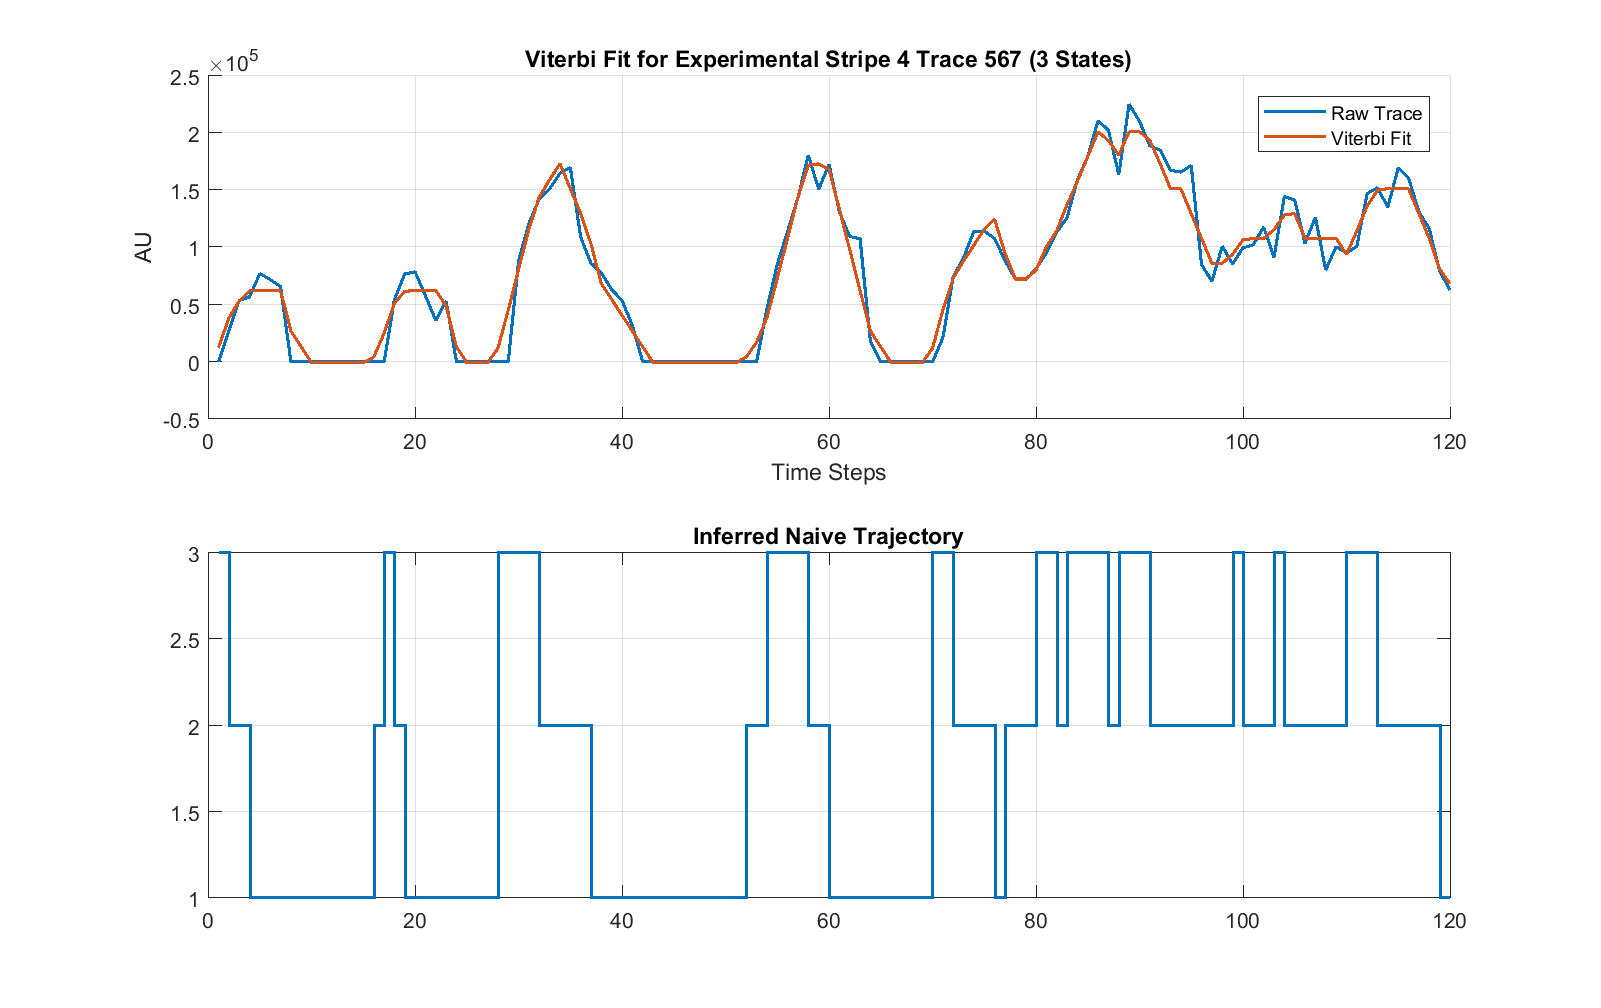 Viterbi Fit for Experimental Stripe 4 Trace 567 (3 States)
×10^5
2.5
2
1.5
1
0.5
0
-0.5
AU
Raw Trace
Viterbi Fit
0 20 40 60 80 100 120
Time Steps
Inferred Naive Trajectory
3
2.5
2
1.5
1
0 20 40 60 80 100 120